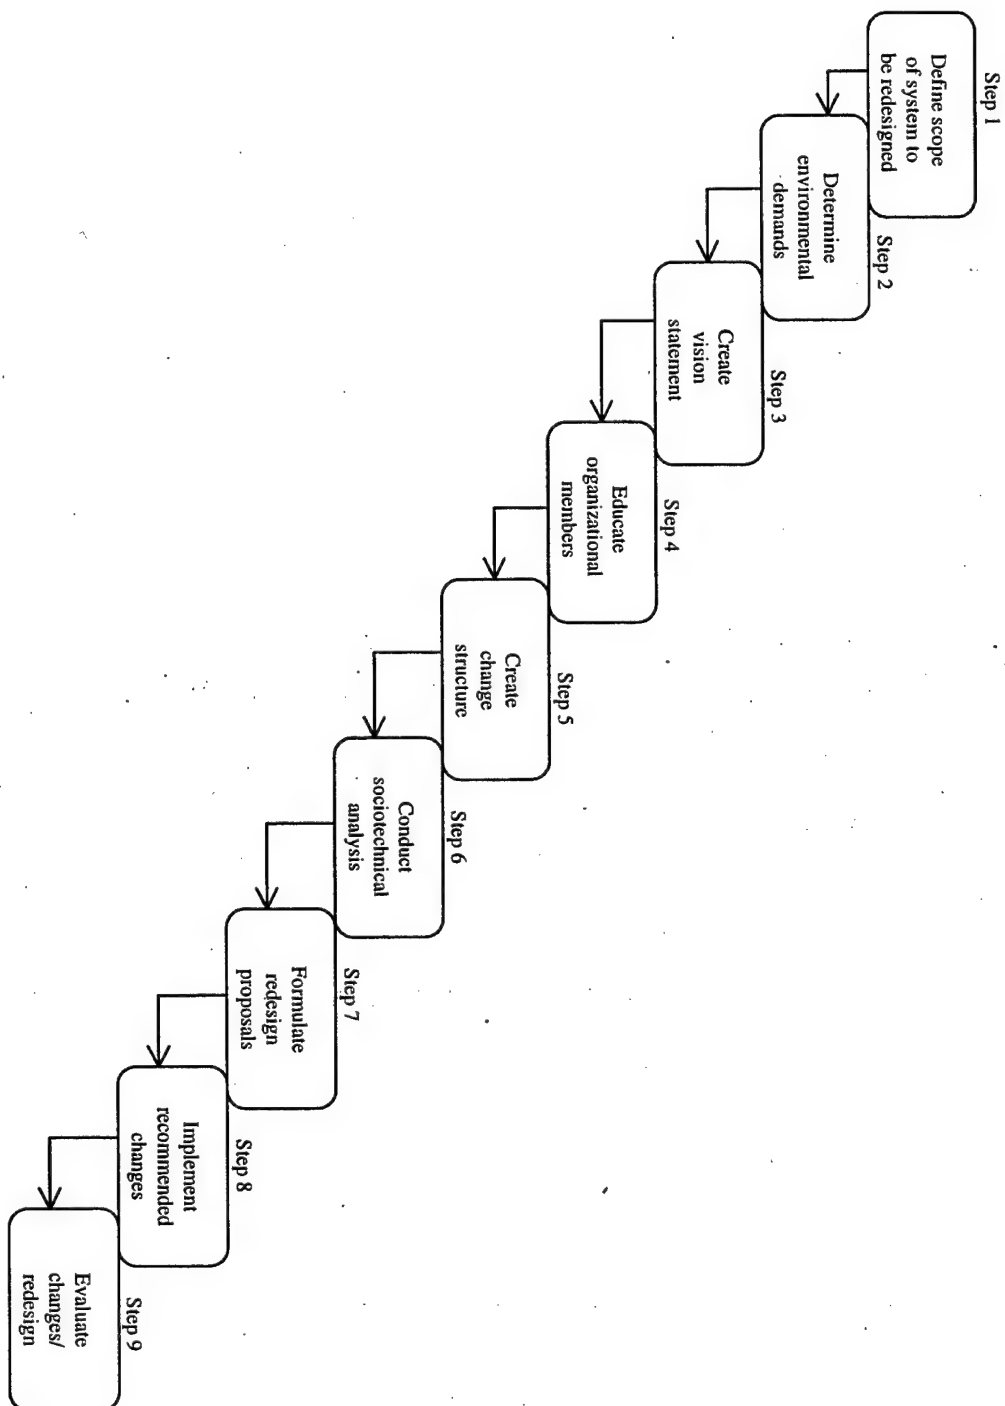 Step 1
Define scope
of system to
be redesigned
Step 2
Determine
environmental
demands
Step 3
Create
vision
statement
Step 4
Educate
organizational
members
Step 5
Create
change
structure
Step 6
Conduct
sociotechnical
analysis
Step 7
Formulate
redesign
proposals
Step 8
Implement
recommended
changes
Step 9
Evaluate
changes/
redesign